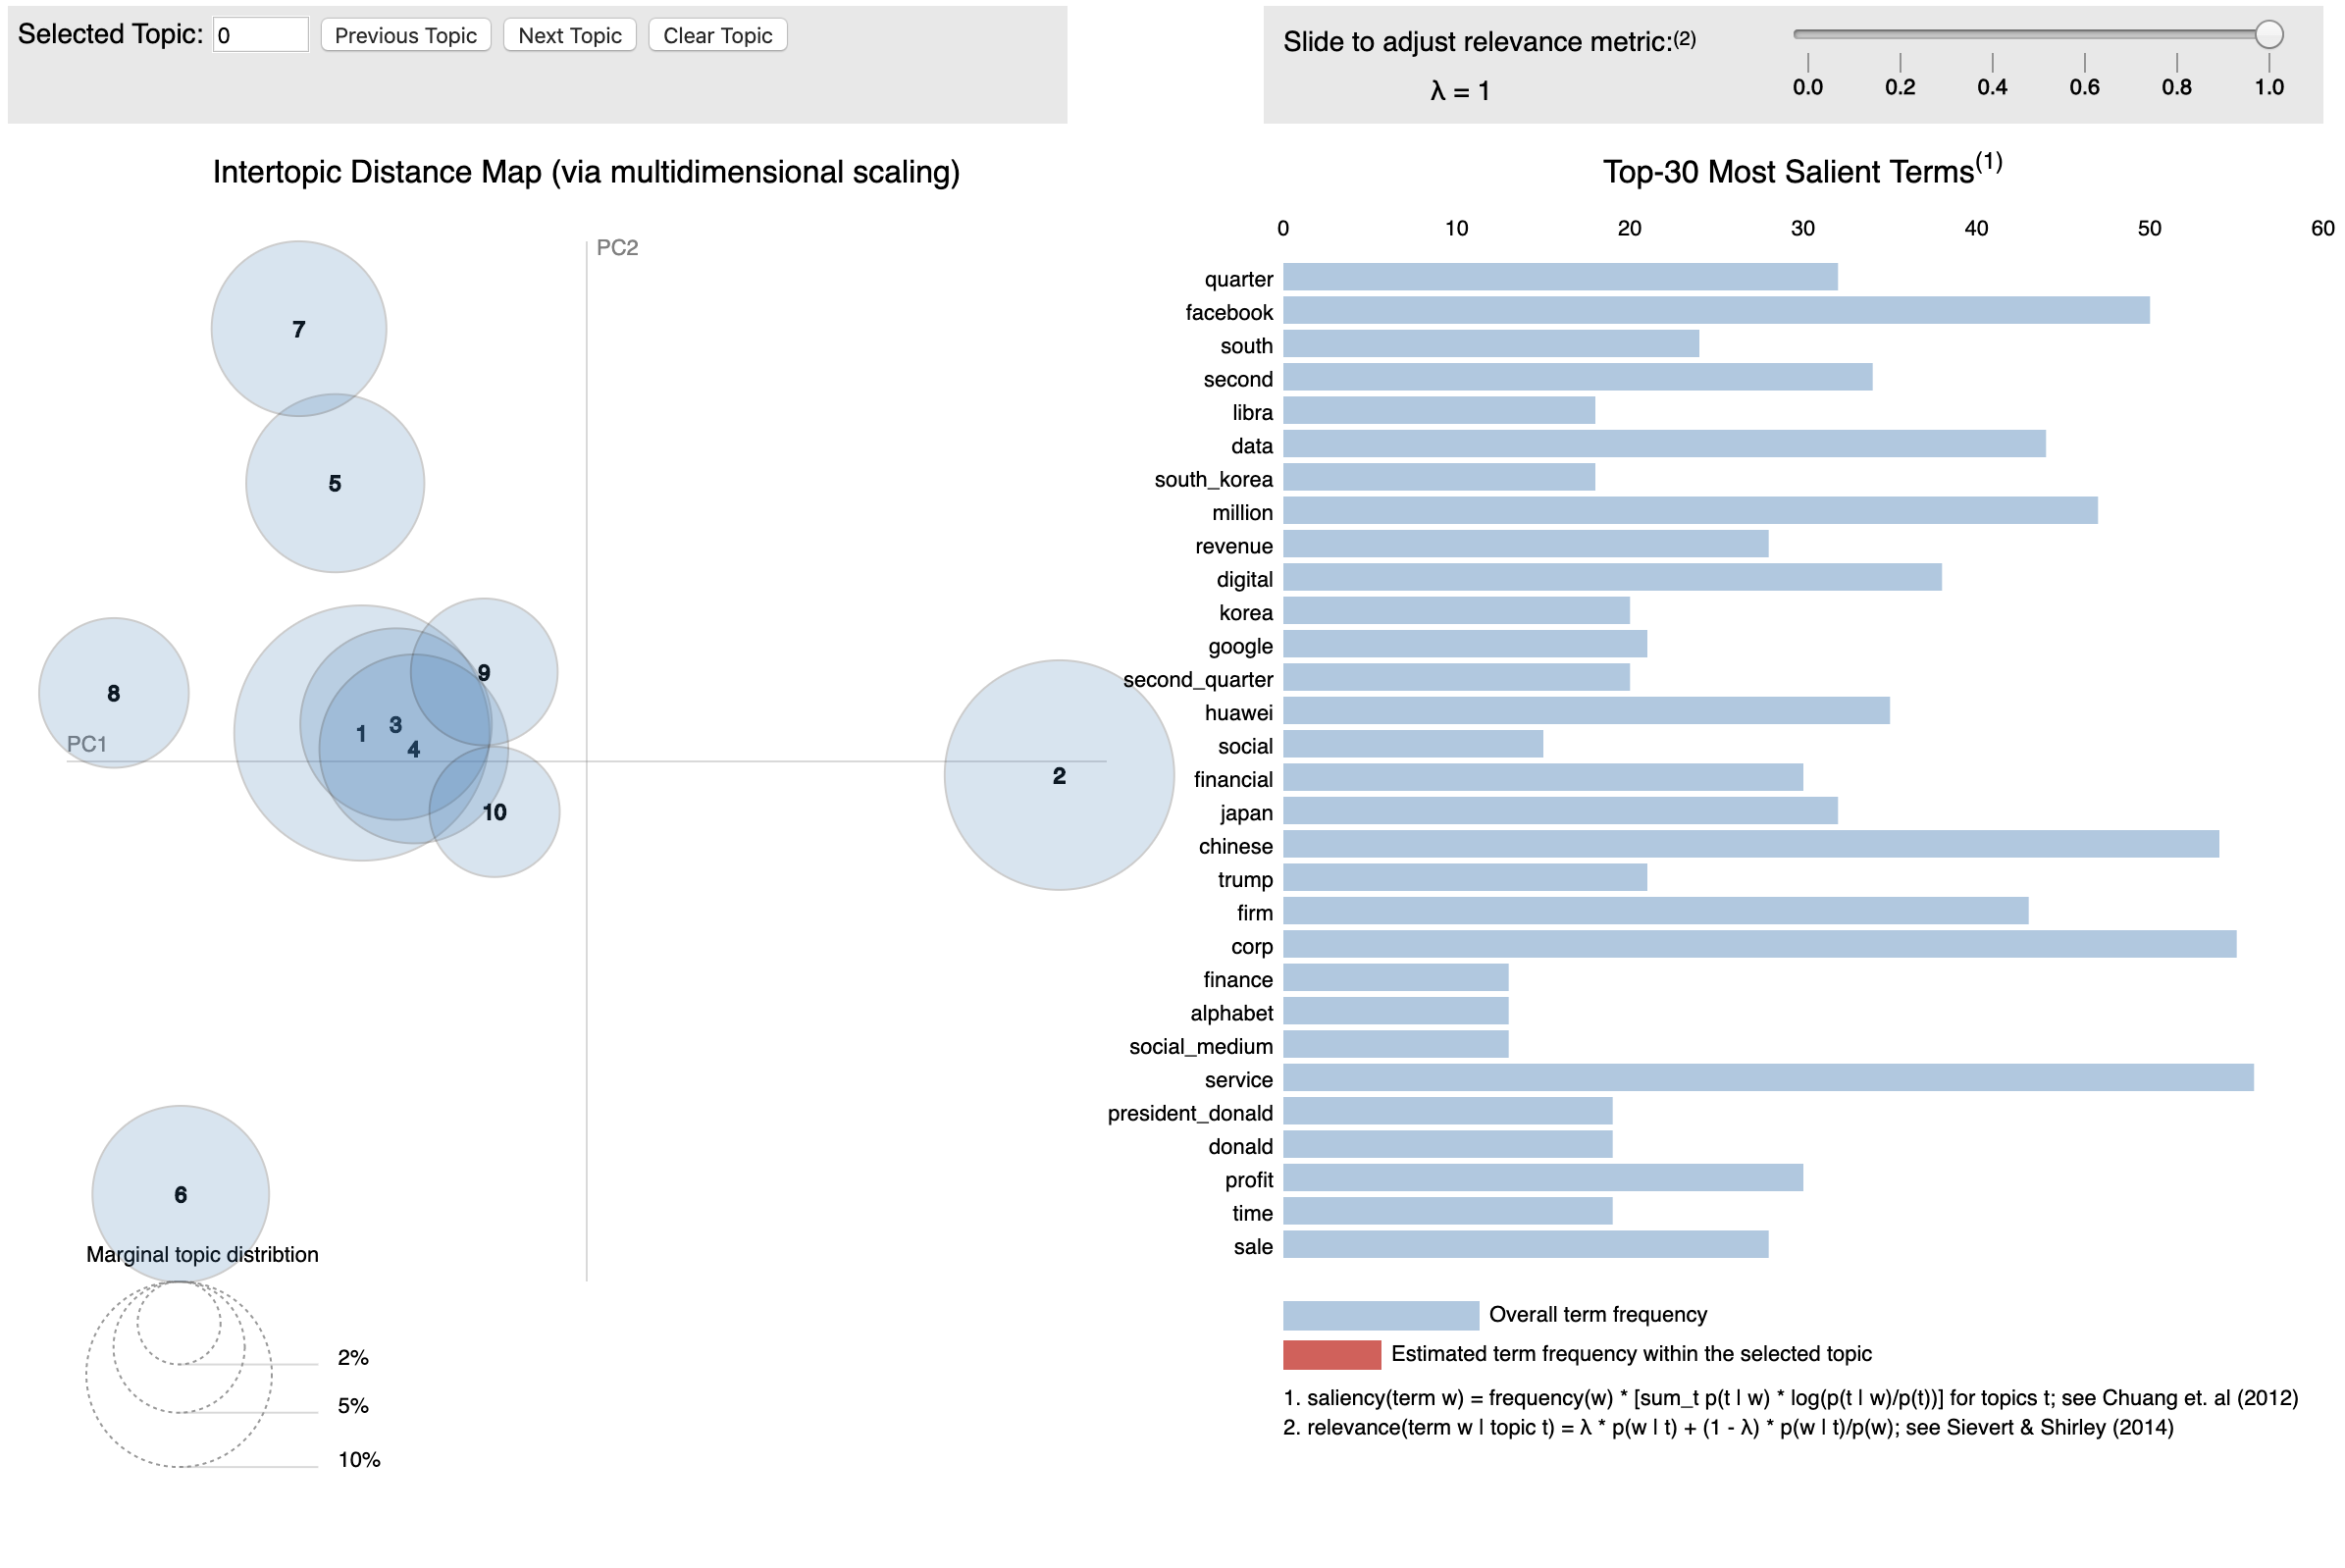 Selected Topic: 0 Previous Topic Next Topic Clear Topic
Slide to adjust relevance metric:(2)
λ = 1
0.0 0.2 0.4 0.6 0.8 1.0
Intertopic Distance Map (via multidimensional scaling)
PC2
7
5
9
8
3
1
4
PC1
2
10
6
Marginal topic distribtion
2%
5%
10%
Top-30 Most Salient Terms(1)
0 10 20 30 40 50 60
quarter
facebook
south
second
libra
data
south_korea
million
revenue
digital
korea
google
second_quarter
huawei
social
financial
japan
chinese
trump
firm
corp
finance
alphabet
social_medium
service
president_donald
donald
profit
time
sale
Overall term frequency
Estimated term frequency within the selected topic
1. saliency(term w) = frequency(w) * [sum_t p(t | w) * log(p(t | w)/p(t))] for topics t; see Chuang et. al (2012)
2. relevance(term w | topic t) = λ * p(w | t) + (1 - λ) * p(w | t)/p(w); see Sievert & Shirley (2014)